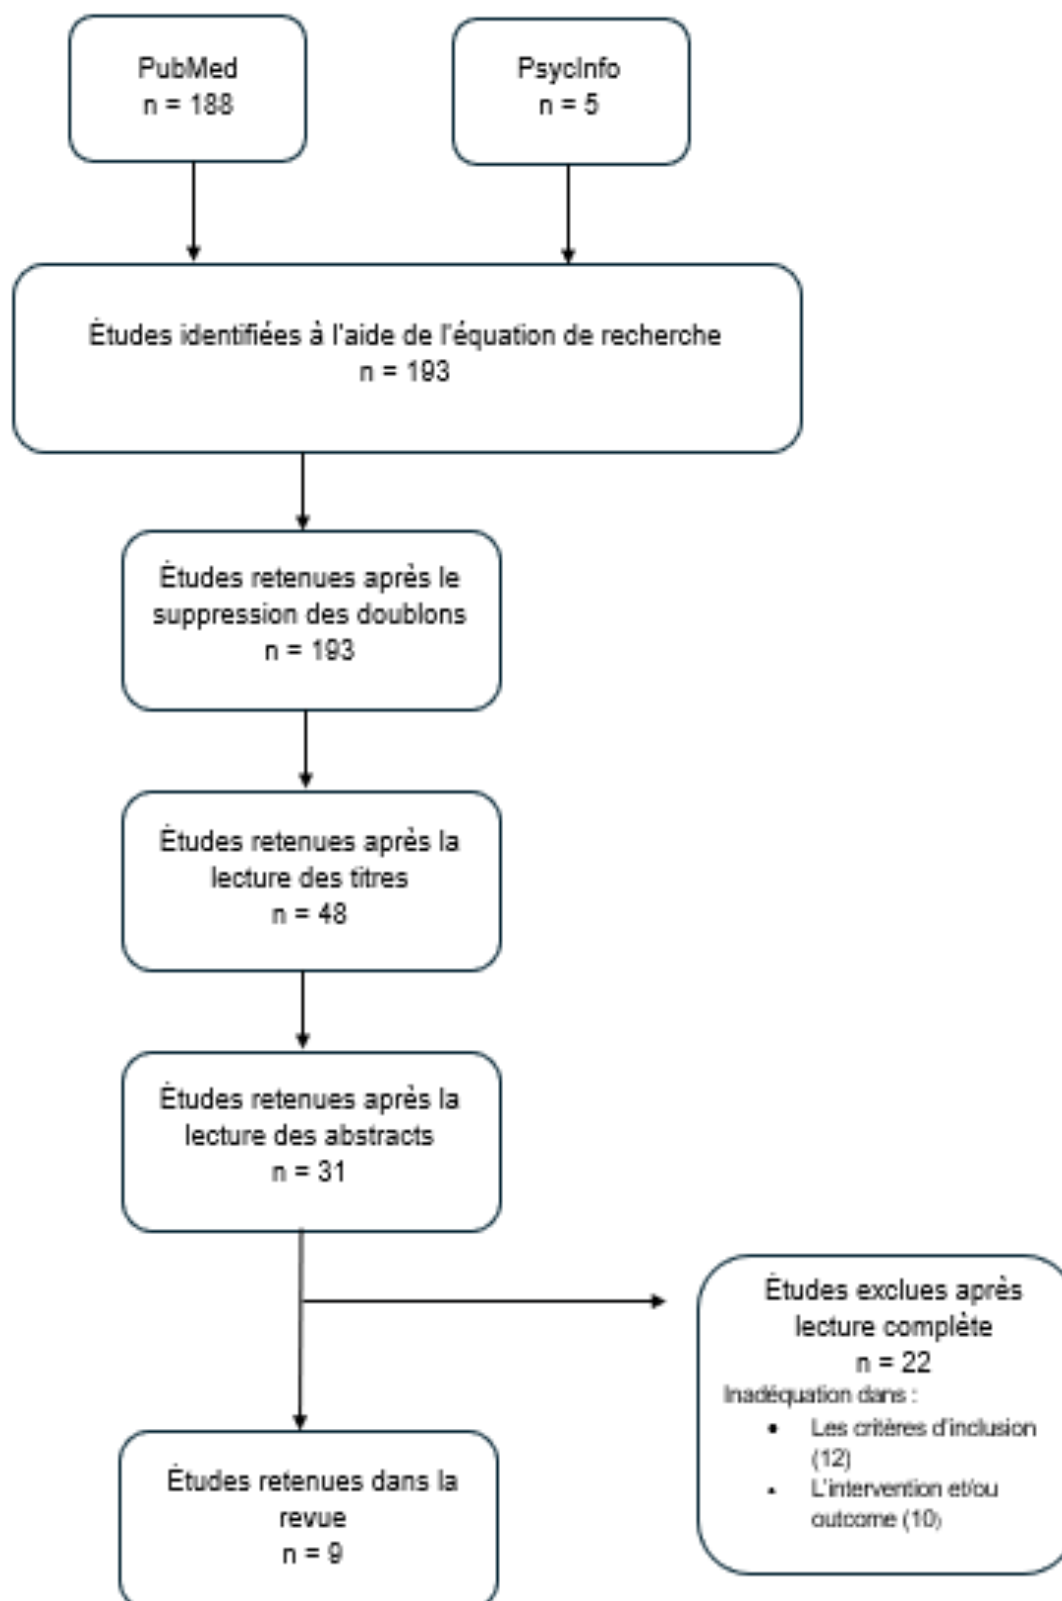 PubMed
n = 188
PsycInfo
n = 5
Études identifiées à l'aide de l'équation de recherche
n = 193
Études retenues après le
suppression des doublons
n = 193
Études retenues après la
lecture des titres
n = 48
Études retenues après la
lecture des abstracts
n = 31
Études exclues après
lecture complète
n = 22
Inadéquation dans :
• Les critères d'inclusion
(12)
• L'intervention et/ou
outcome (10)
Études retenues dans la
revue
n = 9